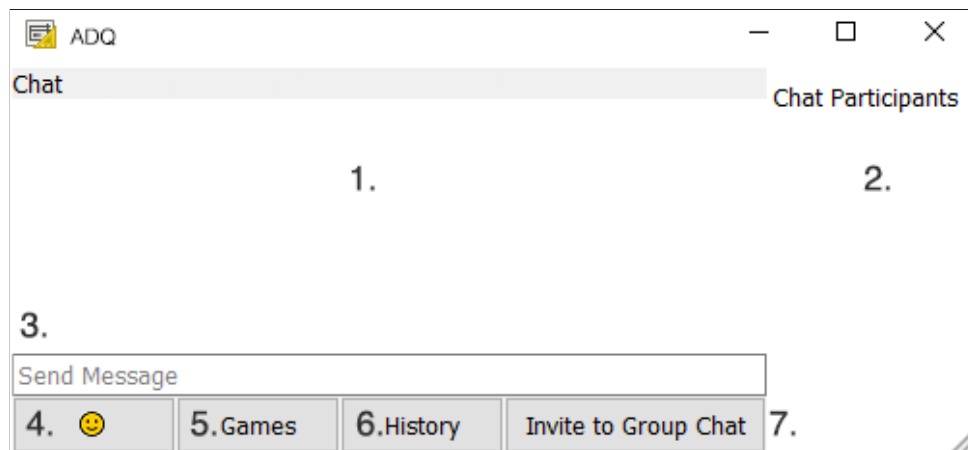 ADQ
Chat
Chat Participants
1.
2.
3.
Send Message
4. 5.Games 6.History Invite to Group Chat 7.